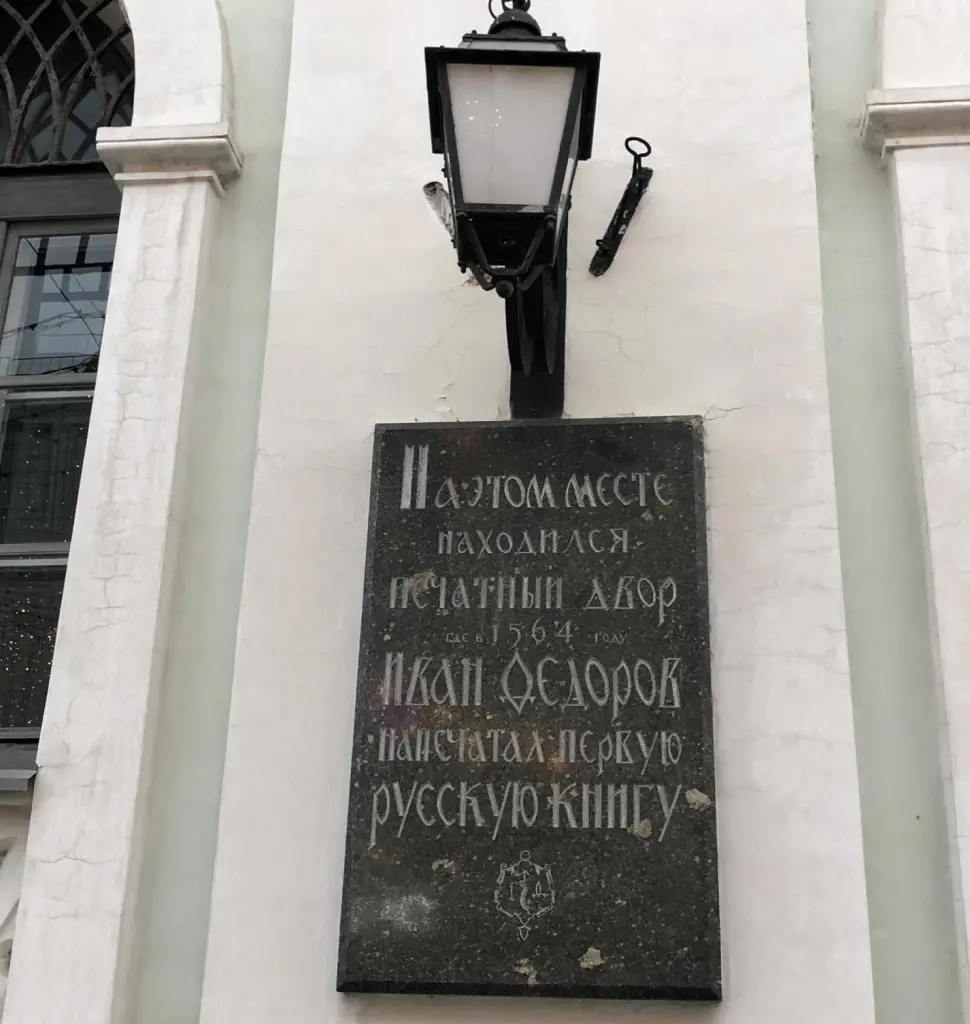 На этом месте
находился
печатный двор
где в 1564 году
Иван Федоров
напечатал первую
русскую книгу